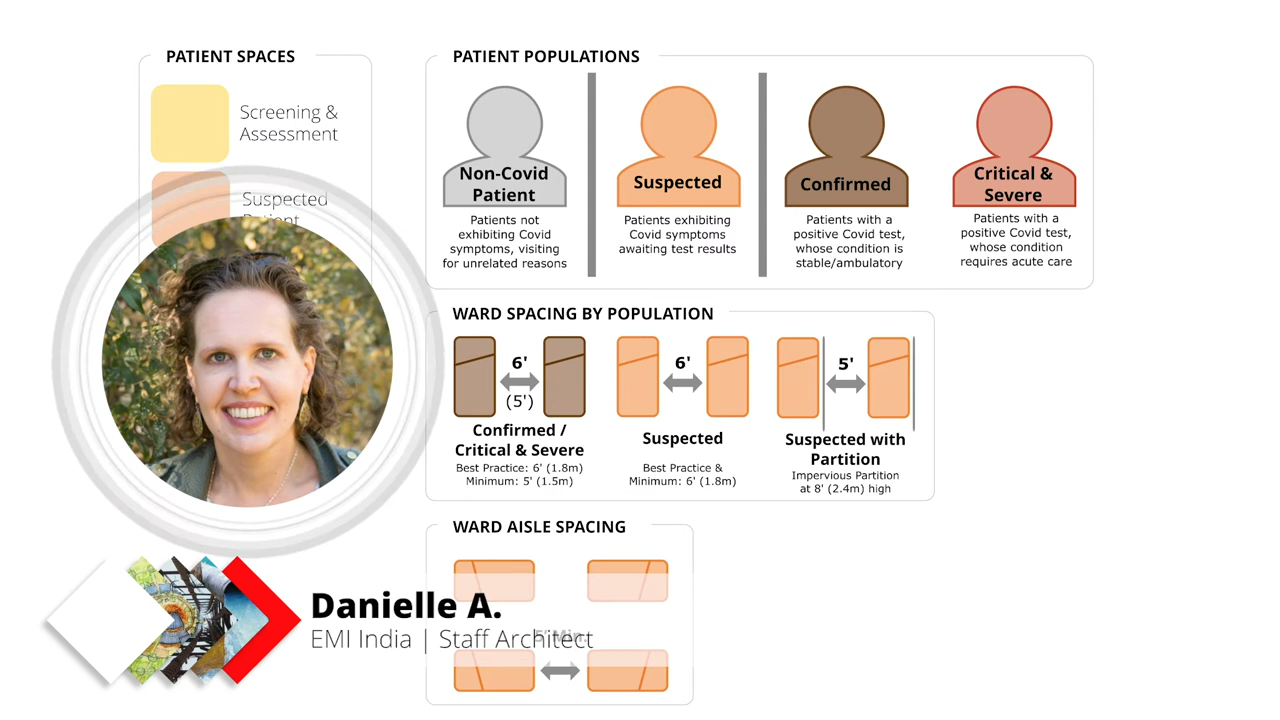 PATIENT SPACES
Screening &
Assessment
Suspected
Patient
PATIENT POPULATIONS
Non-Covid
Patient
Patients not
exhibiting Covid
symptoms, visiting
for unrelated reasons
Suspected
Patients exhibiting
Covid symptoms
awaiting test results
Confirmed
Patients with a
positive Covid test,
whose condition is
stable/ambulatory
Critical &
Severe
Patients with a
positive Covid test,
whose condition
requires acute care
WARD SPACING BY POPULATION
6'
(5')
Confirmed /
Critical & Severe
Best Practice: 6' (1.8m)
Minimum: 5' (1.5m)
6'
Suspected
Best Practice &
Minimum: 6' (1.8m)
5'
Suspected with
Partition
Impervious Partition
at 8' (2.4m) high
WARD AISLE SPACING
5' Min.
Danielle A.
EMI India | Staff Architect